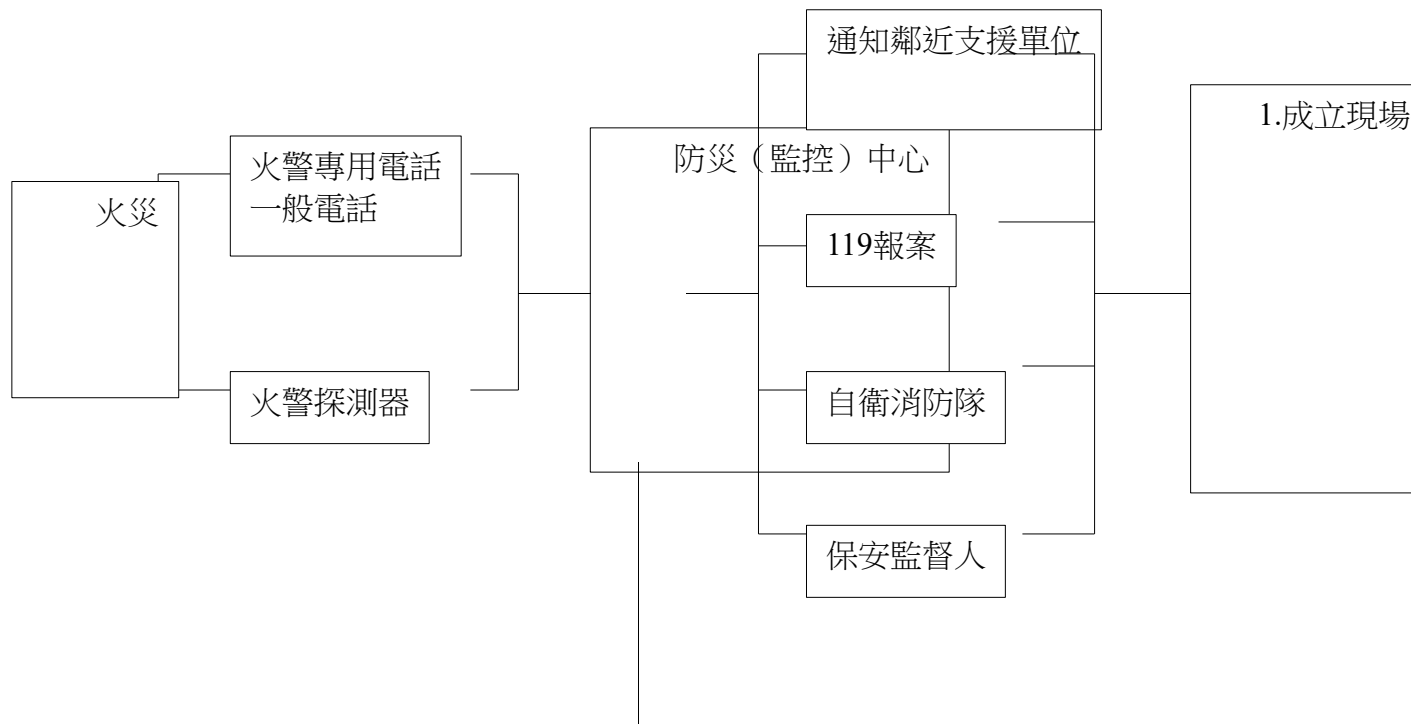 火災
火警專用電話
一般電話
火警探測器
防災（監控）中心
通知鄰近支援單位
119報案
自衛消防隊
保安監督人
1.成立現場